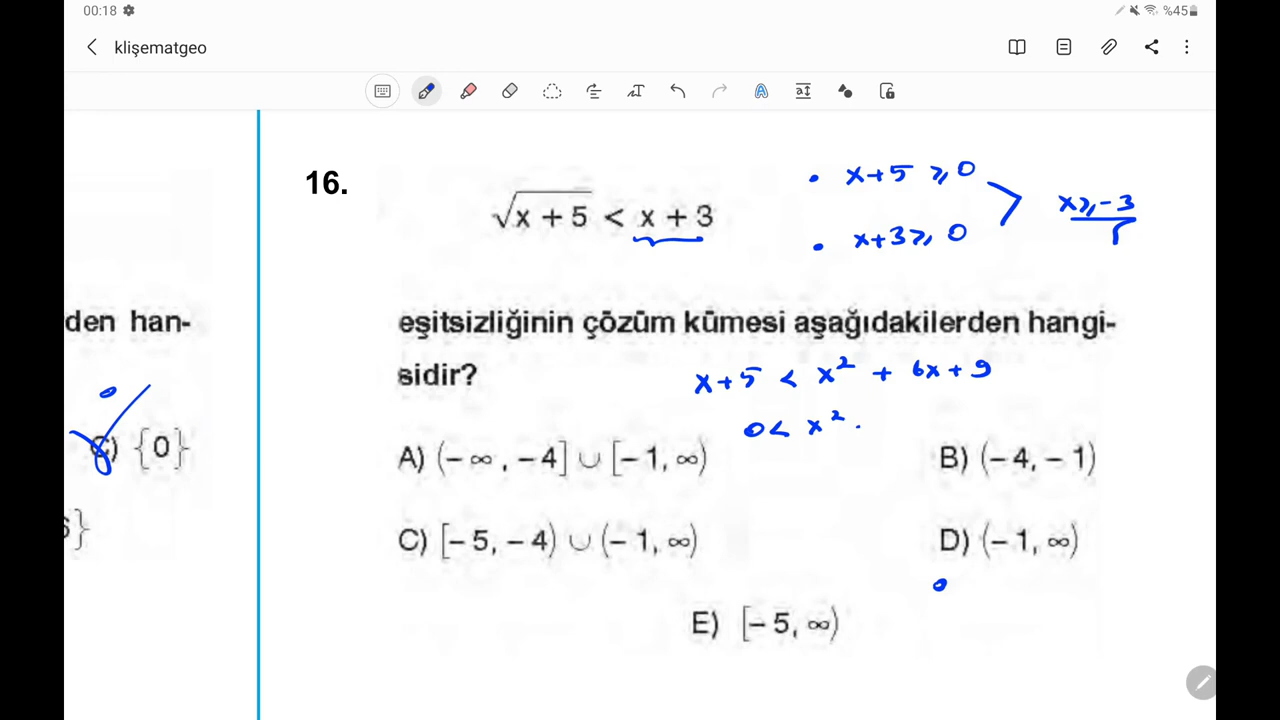 00:18
%45
klişematgeo
16.
√x + 5 < x + 3
• x+5 ≥ 0
• x+3 ≥ 0
x ≥ -3
den han-
eşitsizliğinin çözüm kümesi aşağıdakilerden hangi-
sidir?
x+5 < x² + 6x+9
0 < x²
C) {0}
A) (- ∞ , - 4] ∪ [- 1, ∞)
B) (- 4, - 1)
C) [- 5, - 4) ∪ (- 1, ∞)
D) (- 1, ∞)
E) [- 5, ∞)